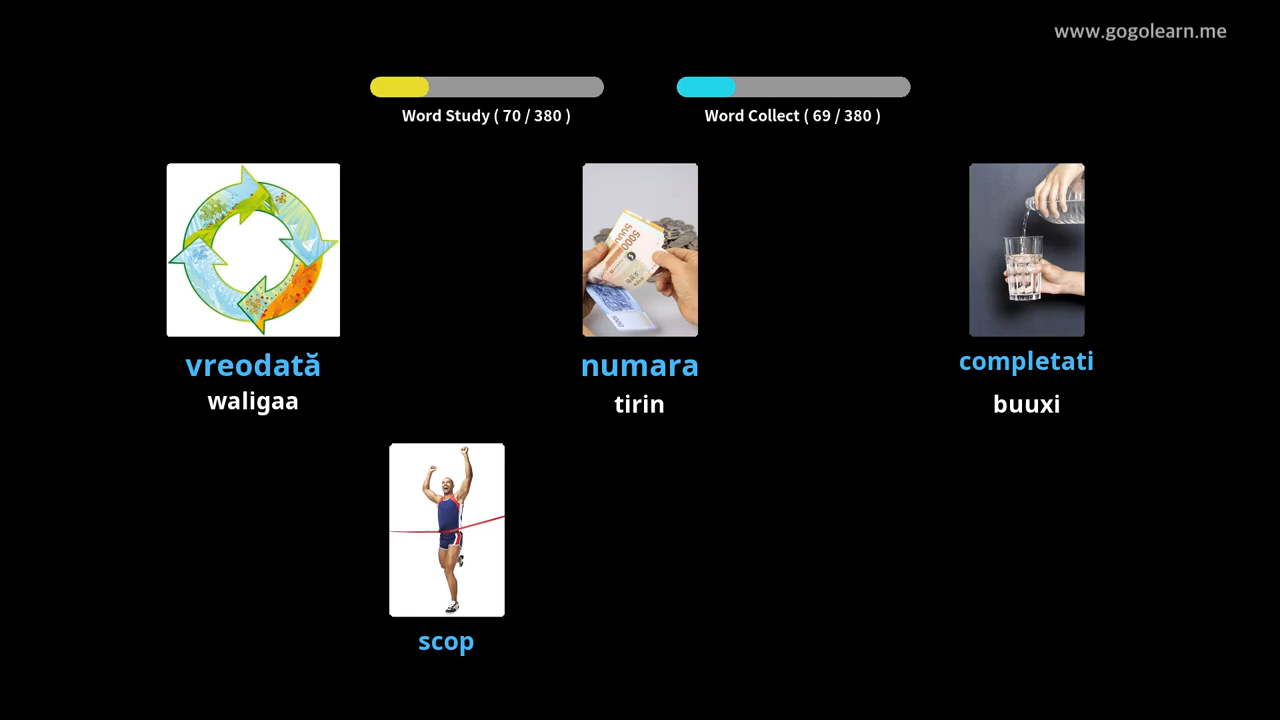 www.gogolearn.me
Word Study ( 70 / 380 )
Word Collect ( 69 / 380 )
vreodată
numara
completati
waligaa
tirin
buuxi
scop